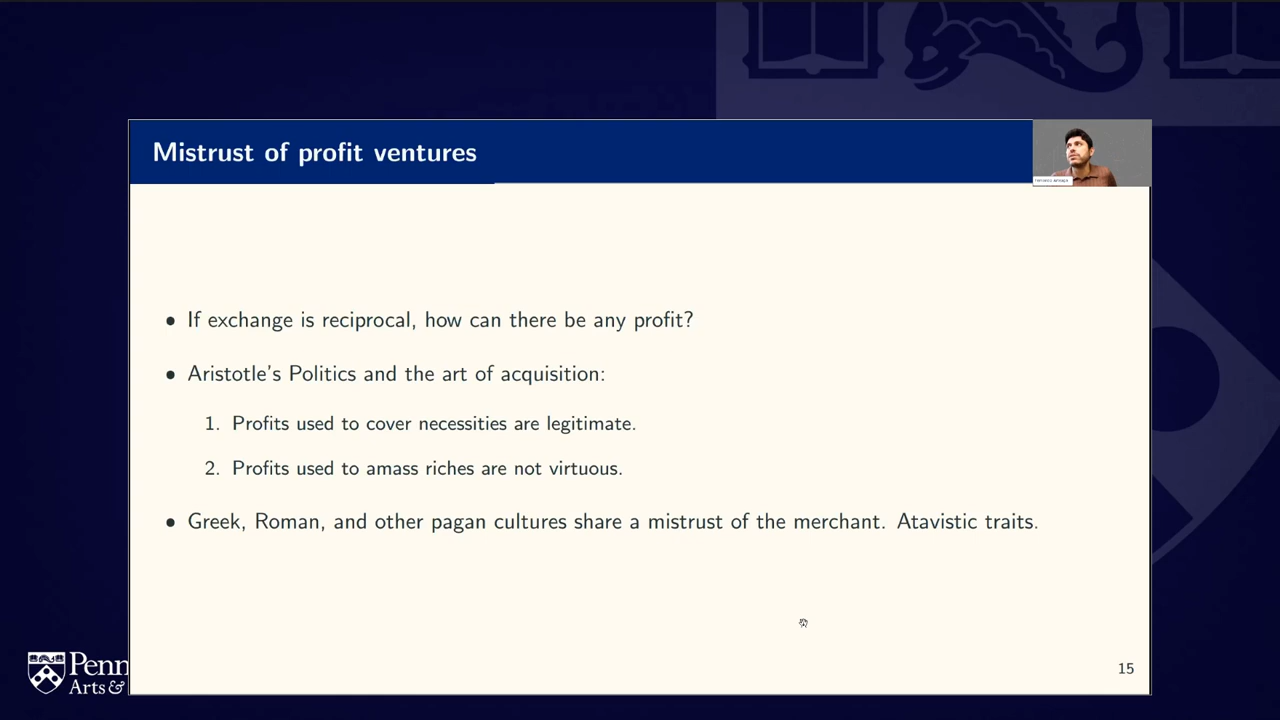 Mistrust of profit ventures
• If exchange is reciprocal, how can there be any profit?
• Aristotle's Politics and the art of acquisition:
1. Profits used to cover necessities are legitimate.
2. Profits used to amass riches are not virtuous.
• Greek, Roman, and other pagan cultures share a mistrust of the merchant. Atavistic traits.
15
Penn
Arts&